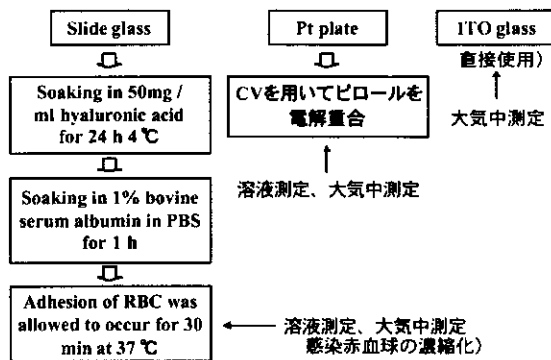 Slide glass
Soaking in 50mg /
ml hyaluronic acid
for 24 h 4 ℃
Soaking in 1% bovine
serum albumin in PBS
for 1 h
Adhesion of RBC was
allowed to occur for 30
min at 37 ℃
溶液測定、大気中測定
感染赤血球の濃縮化)
Pt plate
CVを用いてピロールを
電解重合
溶液測定、大気中測定
ITO glass
直接使用)
大気中測定